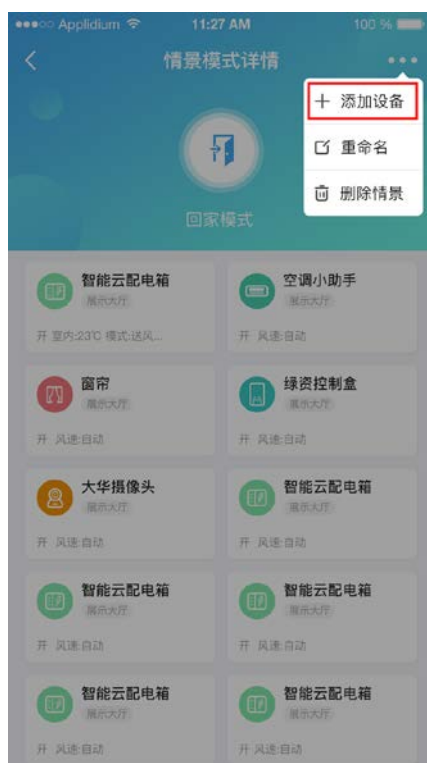 Applidium 11:27 AM 100 %
情景模式详情
添加设备
重命名
删除情景
回家模式
智能云配电箱 空调小助手
展示大厅 展示大厅
开 室内:23℃ 模式:送风... 开 风速:自动
窗帘 绿资控制盒
展示大厅 展示大厅
开 风速:自动 开 风速:自动
大华摄像头 智能云配电箱
展示大厅 展示大厅
开 风速:自动 开 风速:自动
智能云配电箱 智能云配电箱
展示大厅 展示大厅
开 风速:自动 开 风速:自动
智能云配电箱 智能云配电箱
展示大厅 展示大厅
开 风速:自动 开 风速:自动